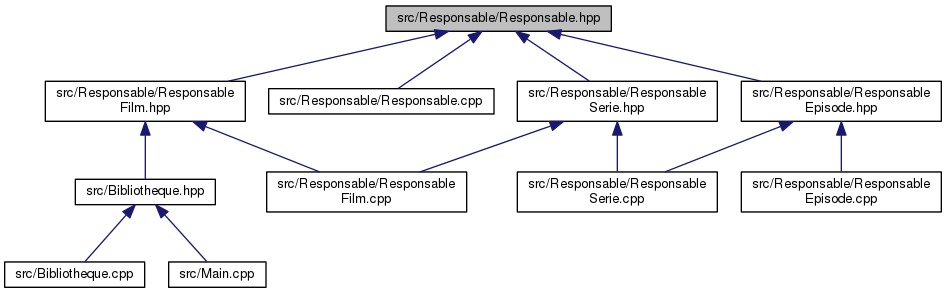 src/Responsable/Responsable.hpp
src/Responsable/Responsable
Film.hpp
src/Responsable/Responsable.cpp
src/Responsable/Responsable
Serie.hpp
src/Responsable/Responsable
Episode.hpp
src/Bibliotheque.hpp
src/Responsable/Responsable
Film.cpp
src/Responsable/Responsable
Serie.cpp
src/Responsable/Responsable
Episode.cpp
src/Bibliotheque.cpp
src/Main.cpp